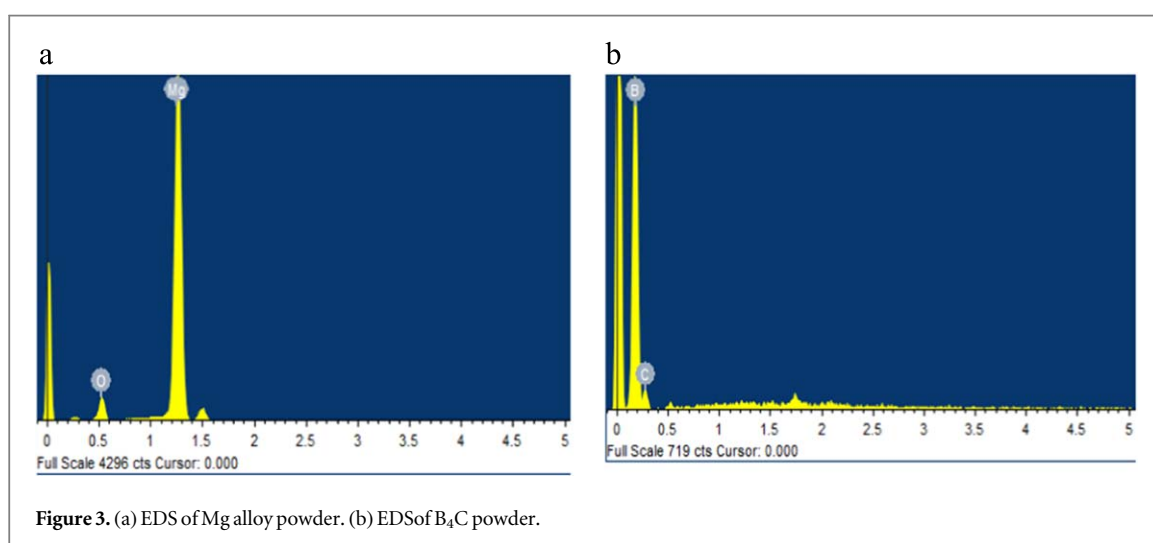 a
Mg
O
0 0.5 1 1.5 2 2.5 3 3.5 4 4.5 5
Full Scale 4296 cts Cursor: 0.000
b
B
C
0 0.5 1 1.5 2 2.5 3 3.5 4 4.5 5
Full Scale 719 cts Cursor: 0.000
Figure 3. (a) EDS of Mg alloy powder. (b) EDSof B₄C powder.